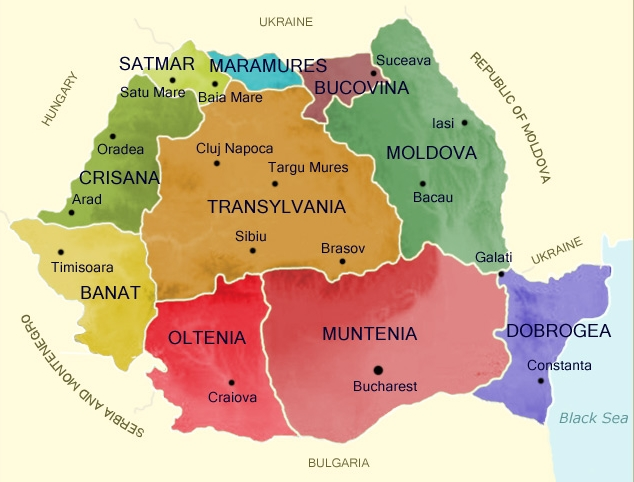 UKRAINE
SATMAR
MARAMURES
Suceava
HUNGARY
Satu Mare
Baia Mare
BUCOVINA
REPUBLIC OF MOLDOVA
Iasi
Oradea
Cluj Napoca
MOLDOVA
Targu Mures
CRISANA
Arad
TRANSYLVANIA
Bacau
Sibiu
Brasov
UKRAINE
Galati
Timisoara
BANAT
OLTENIA
MUNTENIA
DOBROGEA
SERBIA AND MONTENEGRO
Constanta
Bucharest
Craiova
Black Sea
BULGARIA